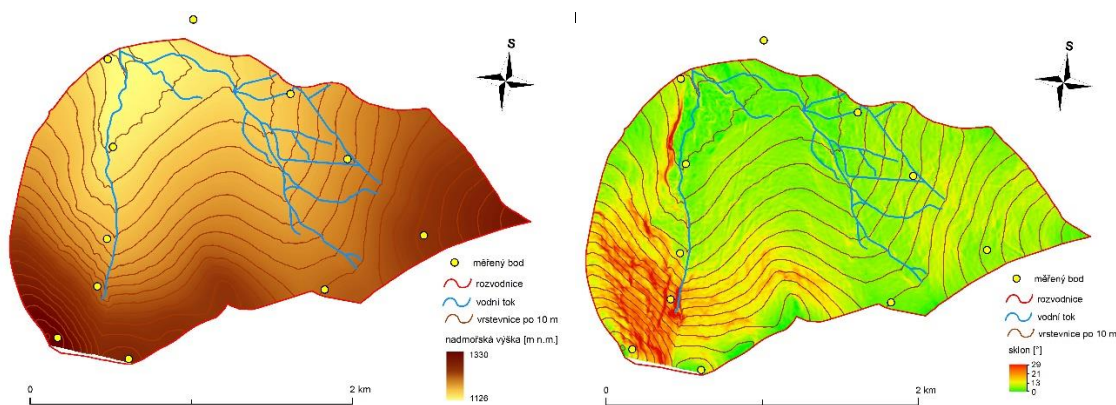 S
měřený bod
rozvodnice
vodní tok
vrstevnice po 10 m
nadmořská výška [m n.m.]
1330
1126
0
2 km
S
měřený bod
rozvodnice
vodní tok
vrstevnice po 10 m
sklon [°]
29
21
13
0
0
2 km